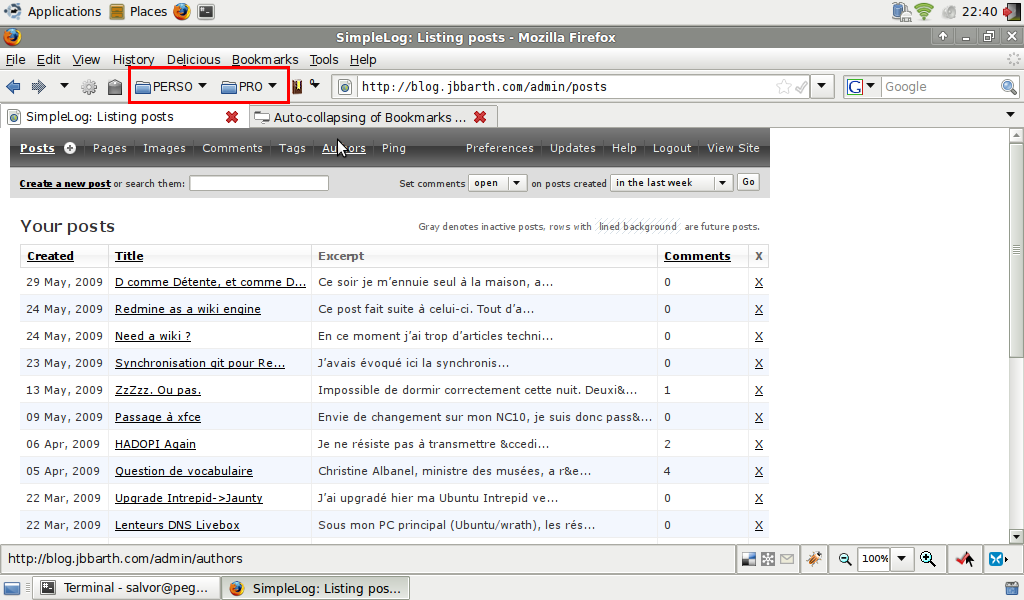 Applications Places 22:40
SimpleLog: Listing posts - Mozilla Firefox
File Edit View History Delicious Bookmarks Tools Help
PERSO PRO http://blog.jbbarth.com/admin/posts G Google
SimpleLog: Listing posts Auto-collapsing of Bookmarks ...
Posts Pages Images Comments Tags Authors Ping Preferences Updates Help Logout View Site
Create a new post or search them: Set comments open on posts created in the last week Go
Your posts Gray denotes inactive posts, rows with lined background are future posts.
Created Title Excerpt Comments X
29 May, 2009 D comme Détente, et comme D... Ce soir je m’ennuie seul à la maison, a... 0 X
24 May, 2009 Redmine as a wiki engine Ce post fait suite à celui-ci. Tout d’a... 0 X
24 May, 2009 Need a wiki ? En ce moment j’ai trop d’articles techni... 0 X
23 May, 2009 Synchronisation git pour Re... J’avais évoqué ici la synchronis... 0 X
13 May, 2009 ZzZzz. Ou pas. Impossible de dormir correctement cette nuit. Deuxi&... 1 X
09 May, 2009 Passage à xfce Envie de changement sur mon NC10, je suis donc pass&... 0 X
06 Apr, 2009 HADOPI Again Je ne résiste pas à transmettre &ccedi... 2 X
05 Apr, 2009 Question de vocabulaire Christine Albanel, ministre des musées, a r&e... 4 X
22 Mar, 2009 Upgrade Intrepid->Jaunty J’ai upgradé hier ma Ubuntu Intrepid ve... 0 X
22 Mar, 2009 Lenteurs DNS Livebox Sous mon PC principal (Ubuntu/wrath), les rés... 0 X
http://blog.jbbarth.com/admin/authors 100%
Terminal - salvor@peg... SimpleLog: Listing pos...